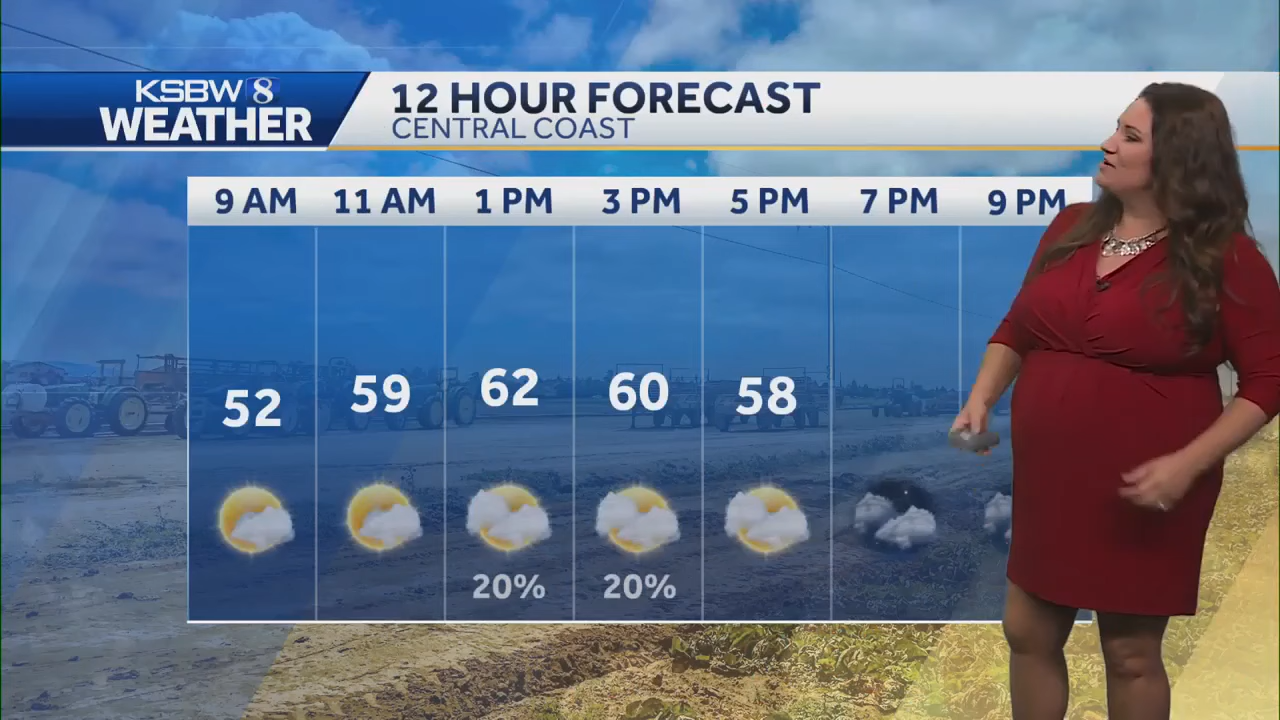 KSBW 8
WEATHER
12 HOUR FORECAST
CENTRAL COAST
9 AM 11 AM 1 PM 3 PM 5 PM 7 PM 9 PM
52 59 62 60 58
20% 20%